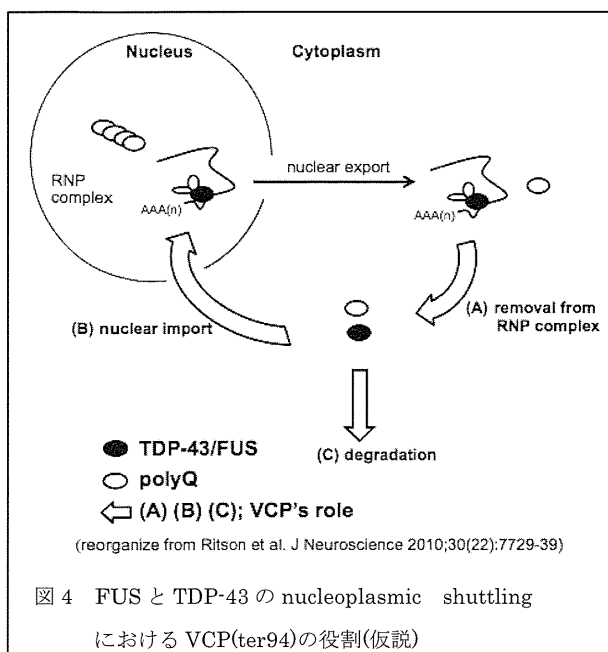 Nucleus Cytoplasm
RNP
complex
AAA(n)
nuclear export
AAA(n)
(A) removal from
RNP complex
(B) nuclear import
(C) degradation
TDP-43/FUS
polyQ
(A) (B) (C); VCP's role
(reorganize from Ritson et al. J Neuroscience 2010;30(22):7729-39)
図 4 FUS と TDP-43 の nucleoplasmic shuttling
における VCP(ter94)の役割(仮説)